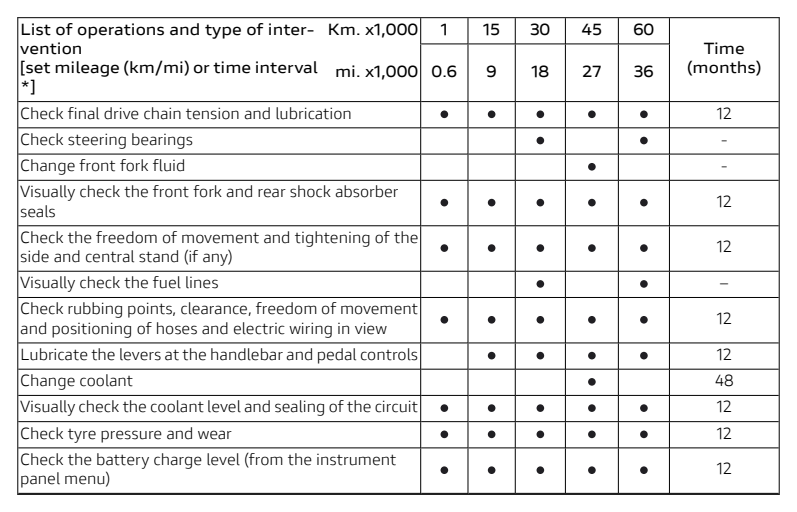 List of operations and type of inter- Km. x1,000 1 15 30 45 60 Time (months)
vention
[set mileage (km/mi) or time interval mi. x1,000 0.6 9 18 27 36
*]
Check final drive chain tension and lubrication ● ● ● ● ● 12
Check steering bearings ● ● -
Change front fork fluid ● -
Visually check the front fork and rear shock absorber
seals ● ● ● ● ● 12
Check the freedom of movement and tightening of the
side and central stand (if any) ● ● ● ● ● 12
Visually check the fuel lines ● ● –
Check rubbing points, clearance, freedom of movement
and positioning of hoses and electric wiring in view ● ● ● ● ● 12
Lubricate the levers at the handlebar and pedal controls ● ● ● ● 12
Change coolant ● 48
Visually check the coolant level and sealing of the circuit ● ● ● ● ● 12
Check tyre pressure and wear ● ● ● ● ● 12
Check the battery charge level (from the instrument
panel menu) ● ● ● ● ● 12